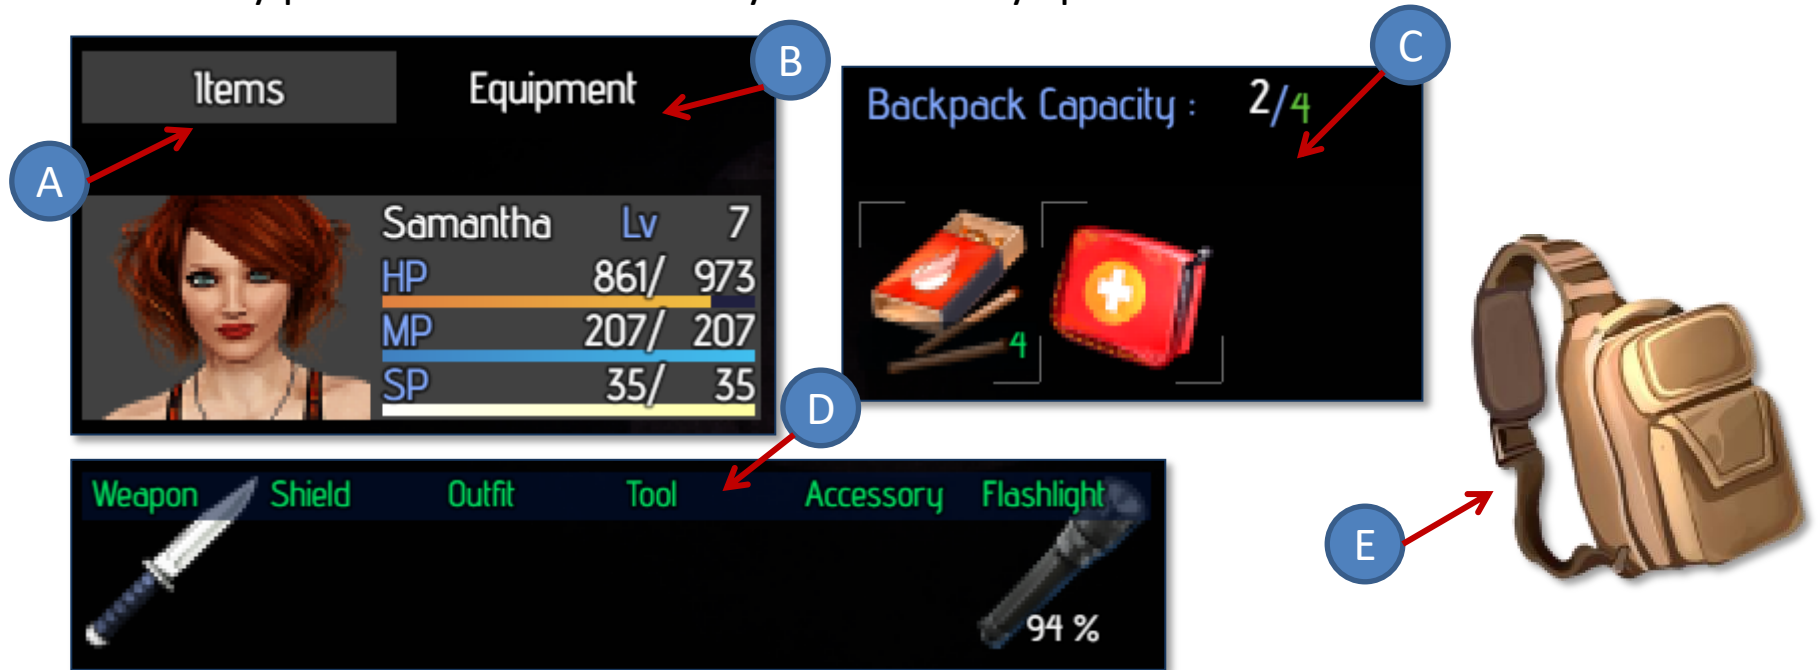 Items Equipment
Samantha Lv 7
HP 861/ 973
MP 207/ 207
SP 35/ 35
A
B
Backpack Capacity : 2/4
4
C
Weapon Shield Outfit Tool Accessory Flashlight
94 %
D
E